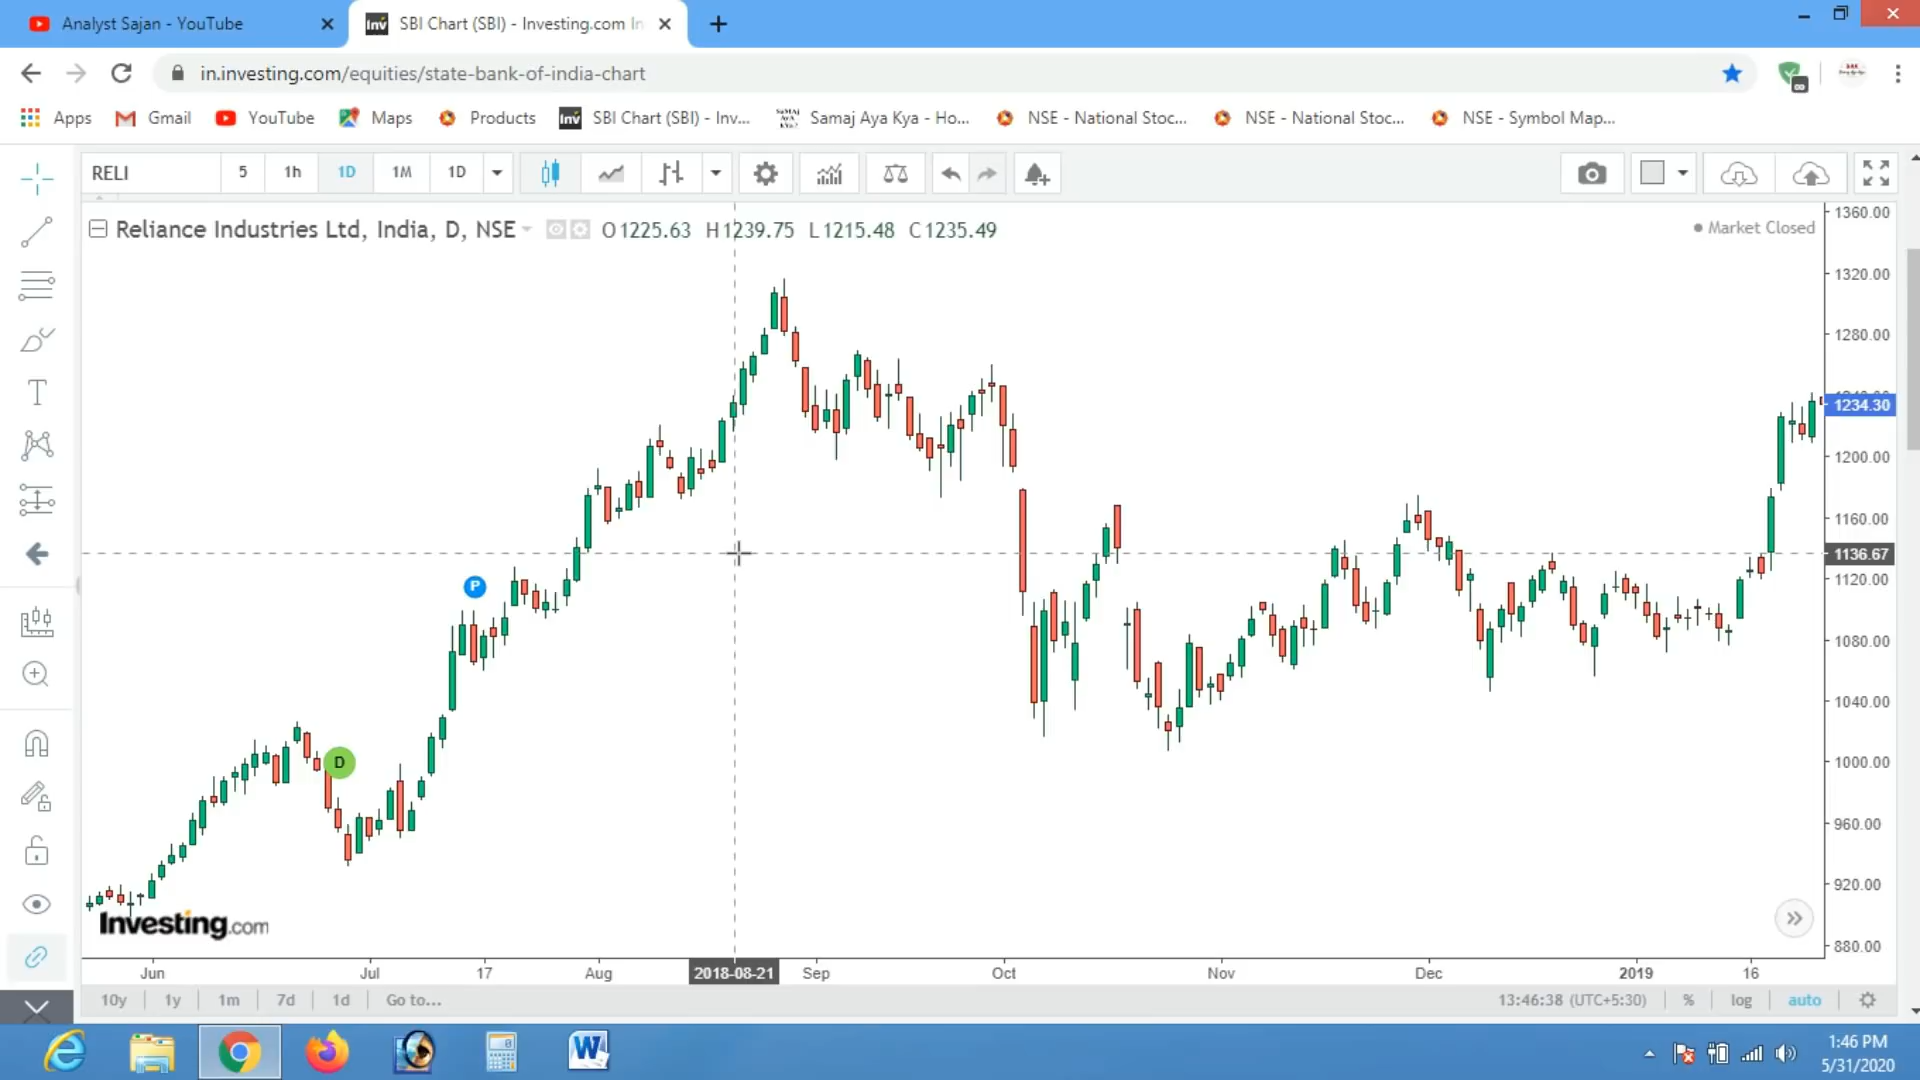 Analyst Sajan - YouTube
SBI Chart (SBI) - Investing.com In
in.investing.com/equities/state-bank-of-india-chart
Apps
Gmail
YouTube
Maps
Products
Inv SBI Chart (SBI) - Inv...
Samaj Aya Kya - Ho...
NSE - National Stoc...
NSE - National Stoc...
NSE - Symbol Map...
RELI
5
1h
1D
1M
1D
Reliance Industries Ltd, India, D, NSE
O 1225.63 H 1239.75 L 1215.48 C 1235.49
Market Closed
1360.00
1320.00
1280.00
1234.30
1200.00
1160.00
1136.67
1120.00
1080.00
1040.00
1000.00
960.00
920.00
880.00
P
D
Investing.com
Jun
Jul
17
Aug
2018-08-21
Sep
Oct
Nov
Dec
2019
16
10y
1y
1m
7d
1d
Go to...
13:46:38 (UTC+5:30)
%
log
auto
1:46 PM
5/31/2020